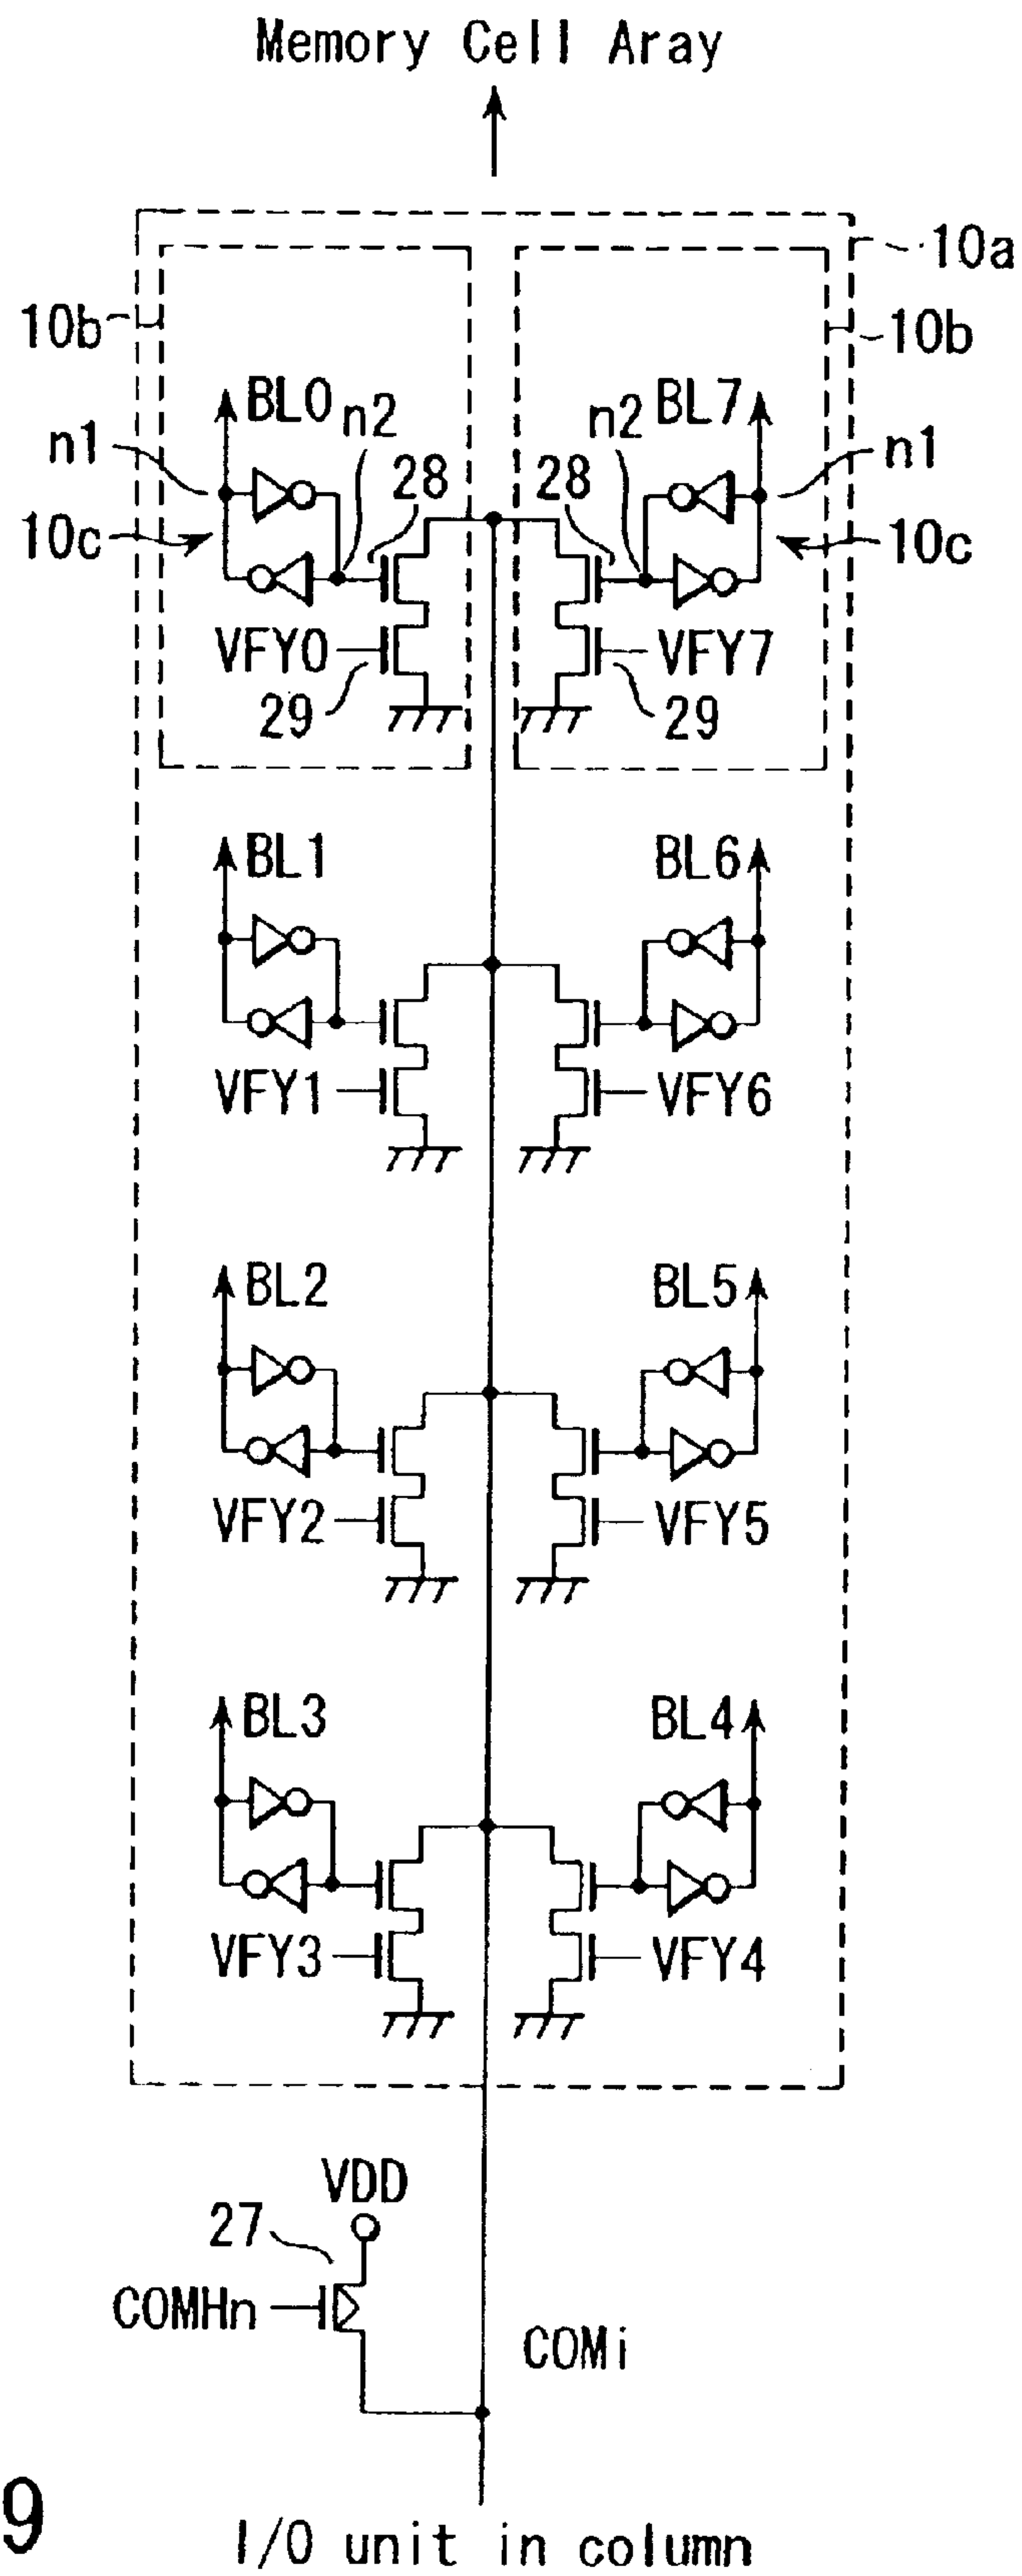 Memory Cell Aray
10a
10b
10b
BL0
n2
n2
BL7
n1
28
28
n1
10c
10c
VFY0
VFY7
29
29
BL1
BL6
VFY1
VFY6
BL2
BL5
VFY2
VFY5
BL3
BL4
VFY3
VFY4
VDD
27
COMHn
COMi
9
I/O unit in column